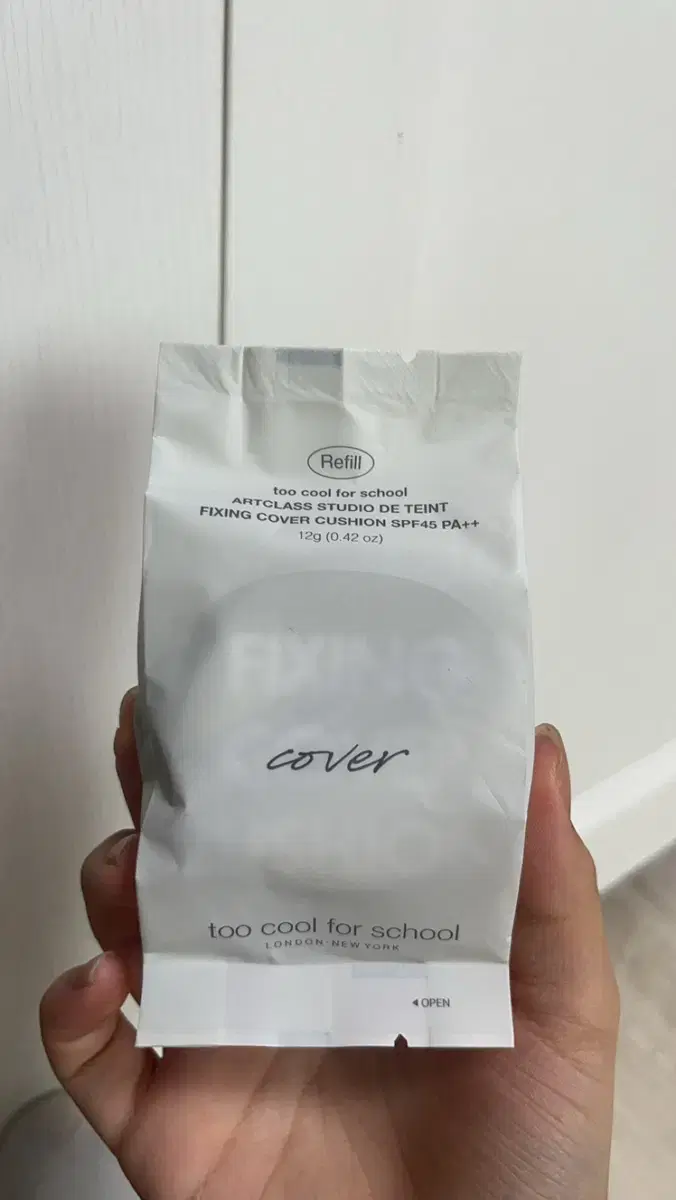 Refill
too cool for school
ARTCLASS STUDIO DE TEINT
FIXING COVER CUSHION SPF45 PA++
12g (0.42 oz)
FIXING
cover
too cool for school
LONDON·NEW YORK
◀ OPEN